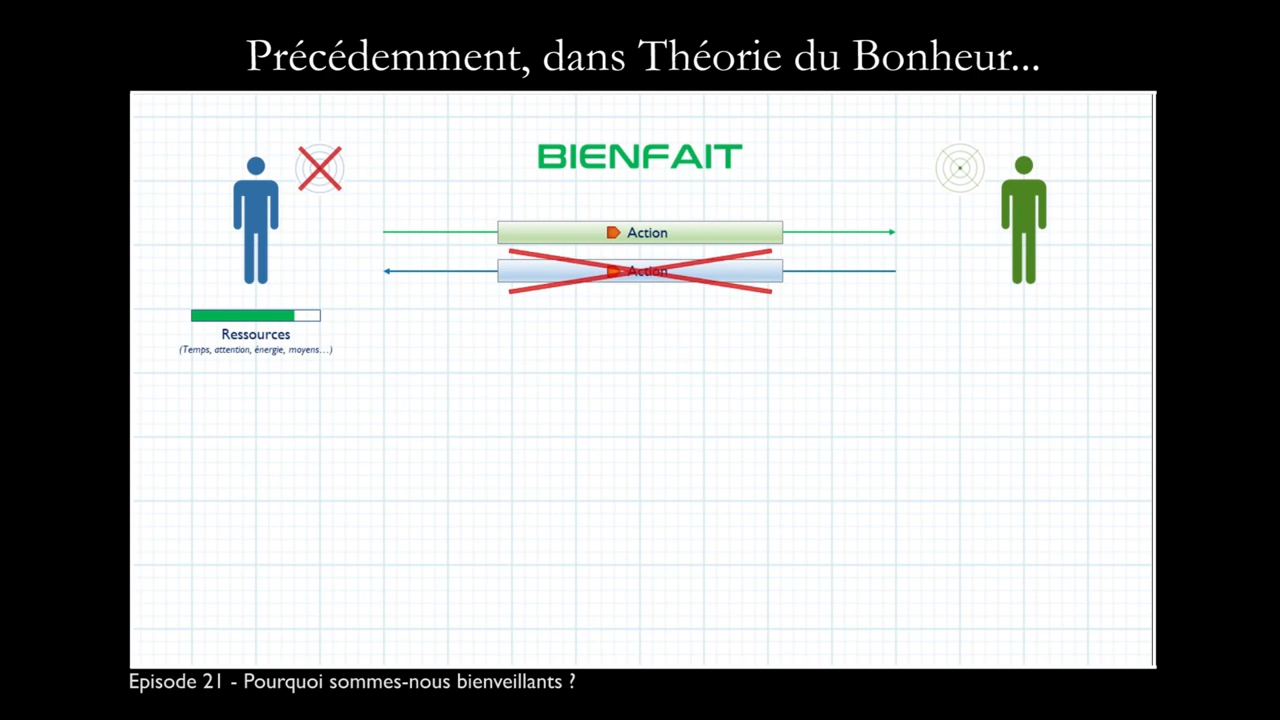 Précédemment, dans Théorie du Bonheur...
BIENFAIT
Action
Action
Ressources
(Temps, attention, énergie, moyens...)
Episode 21 - Pourquoi sommes-nous bienveillants ?